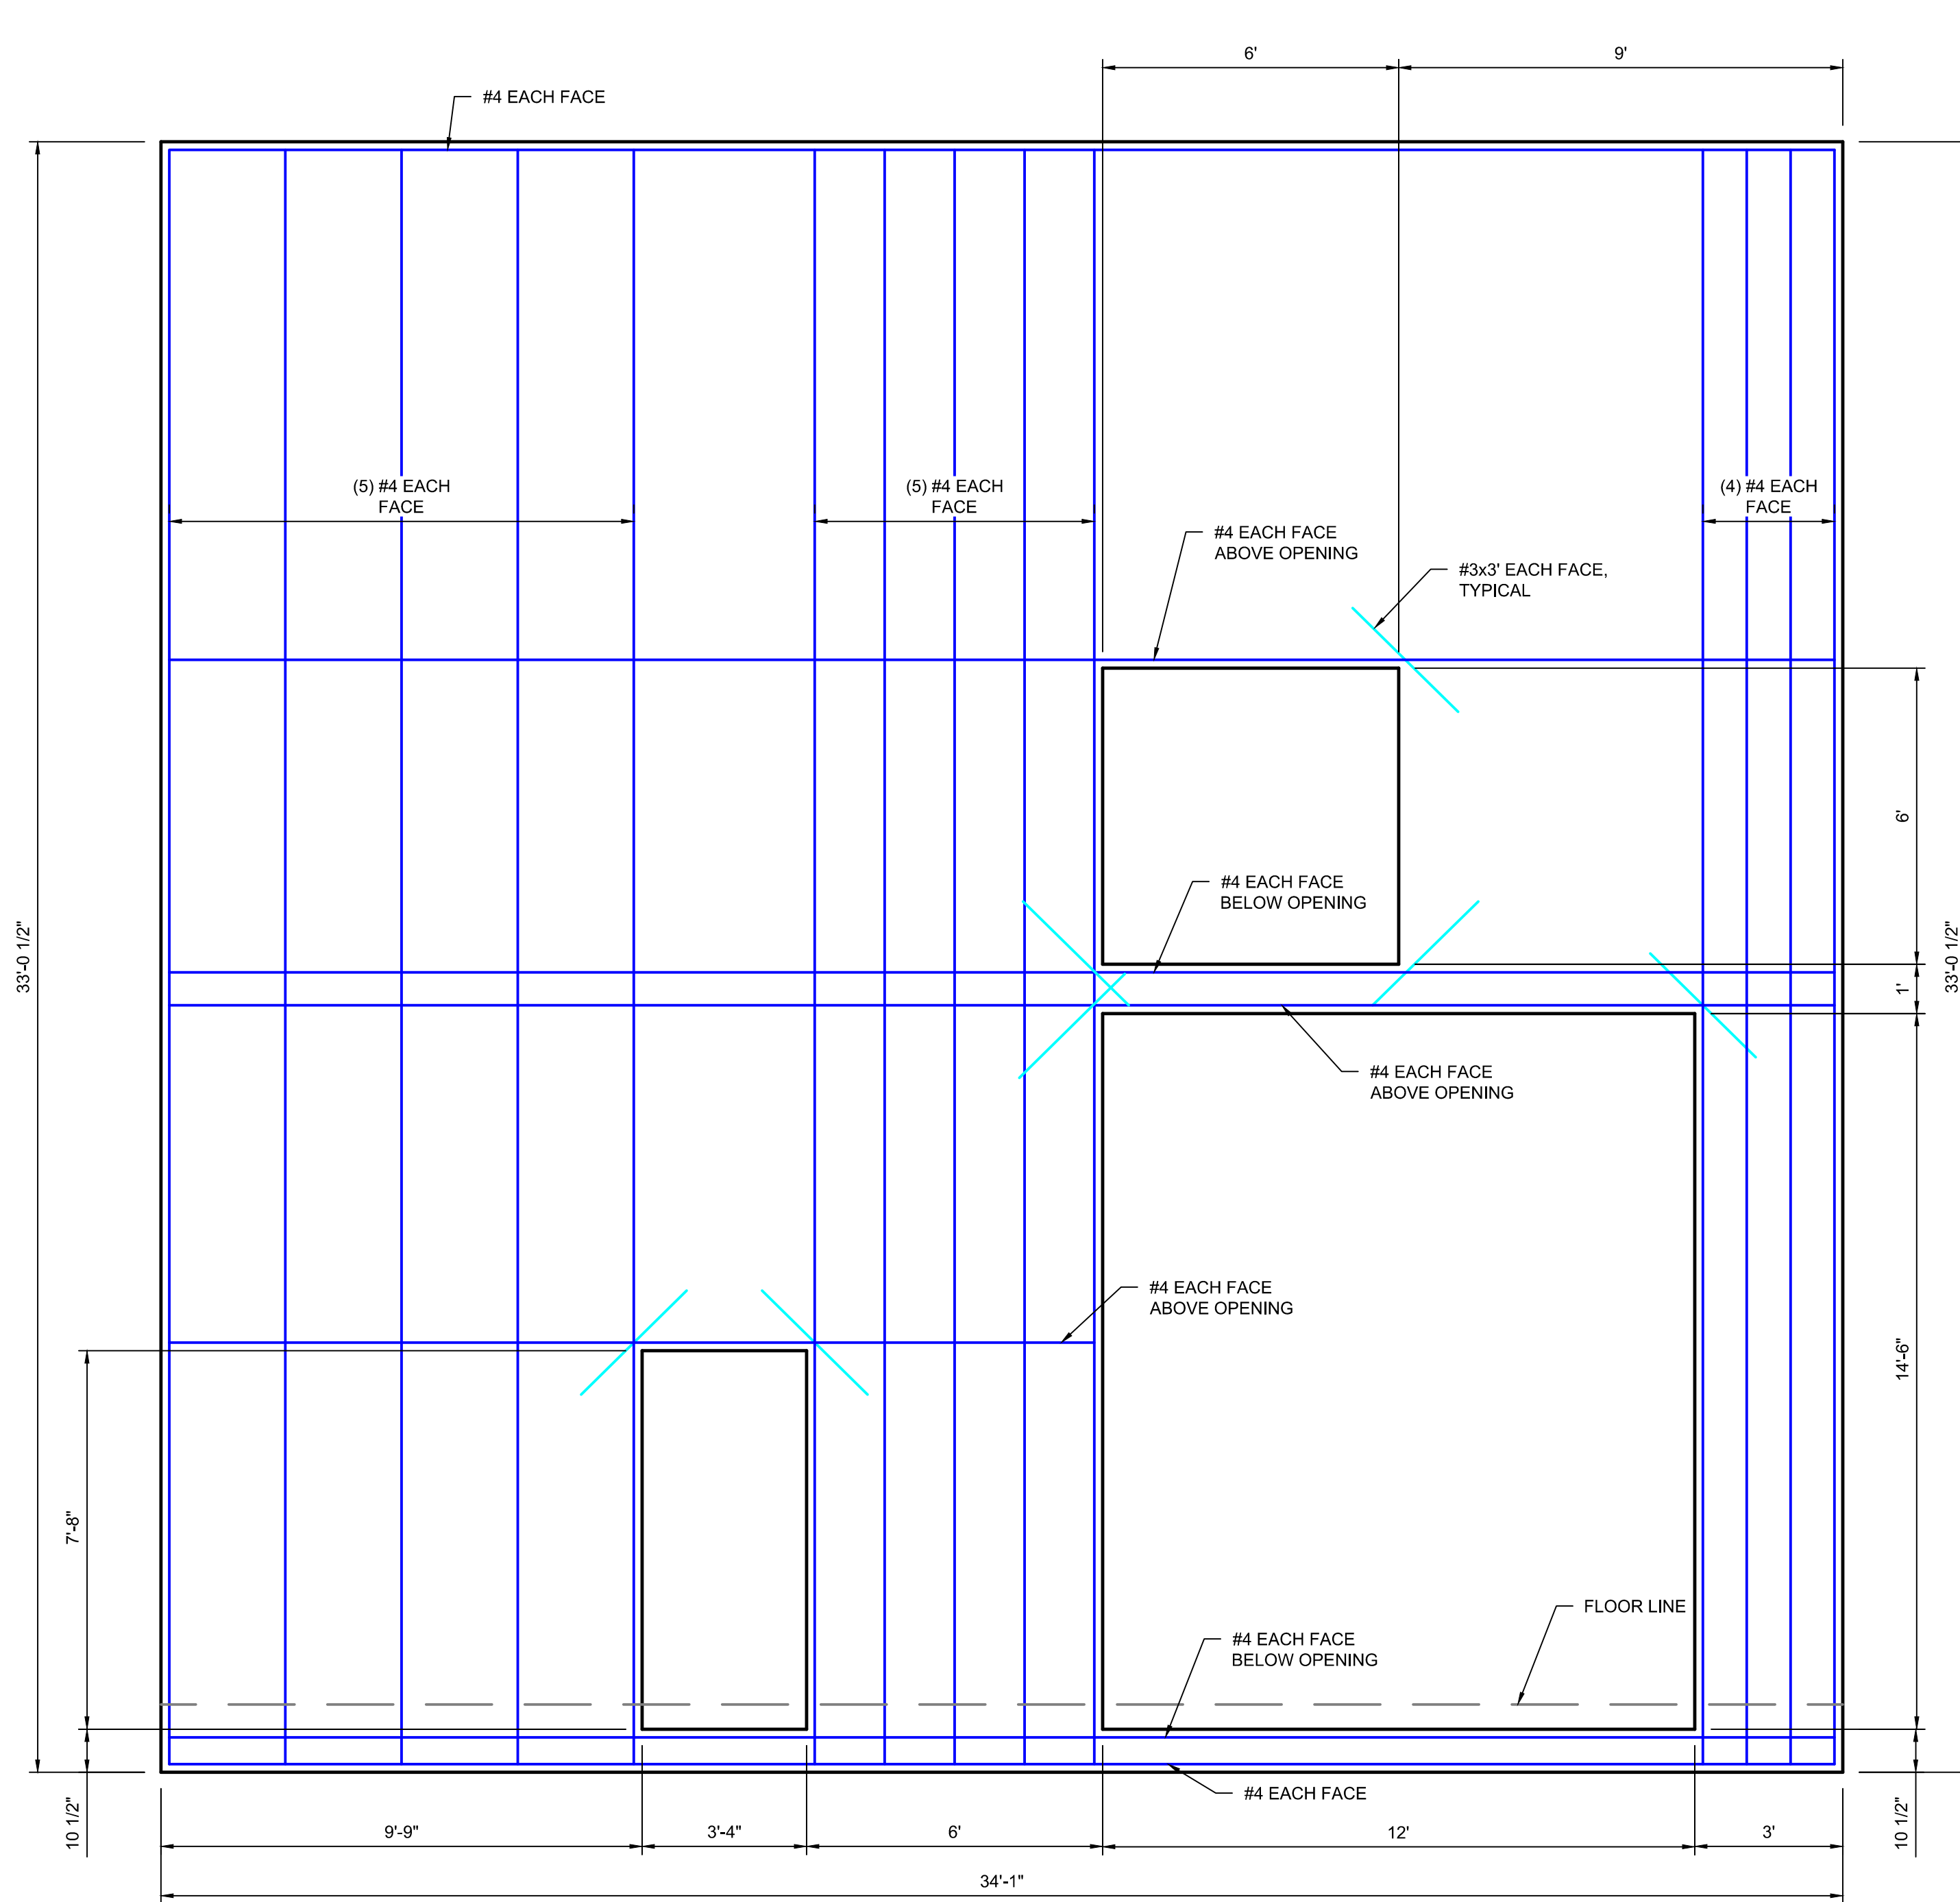 6'
9'
#4 EACH FACE
(5) #4 EACH
FACE
(5) #4 EACH
FACE
(4) #4 EACH
FACE
#4 EACH FACE
ABOVE OPENING
#3x3' EACH FACE,
TYPICAL
6'
#4 EACH FACE
BELOW OPENING
33'-0 1/2"
33'-0 1/2"
1'
#4 EACH FACE
ABOVE OPENING
#4 EACH FACE
ABOVE OPENING
14'-6"
7'-8"
FLOOR LINE
#4 EACH FACE
BELOW OPENING
#4 EACH FACE
10 1/2"
10 1/2"
9'-9"
3'-4"
6'
12'
3'
34'-1"